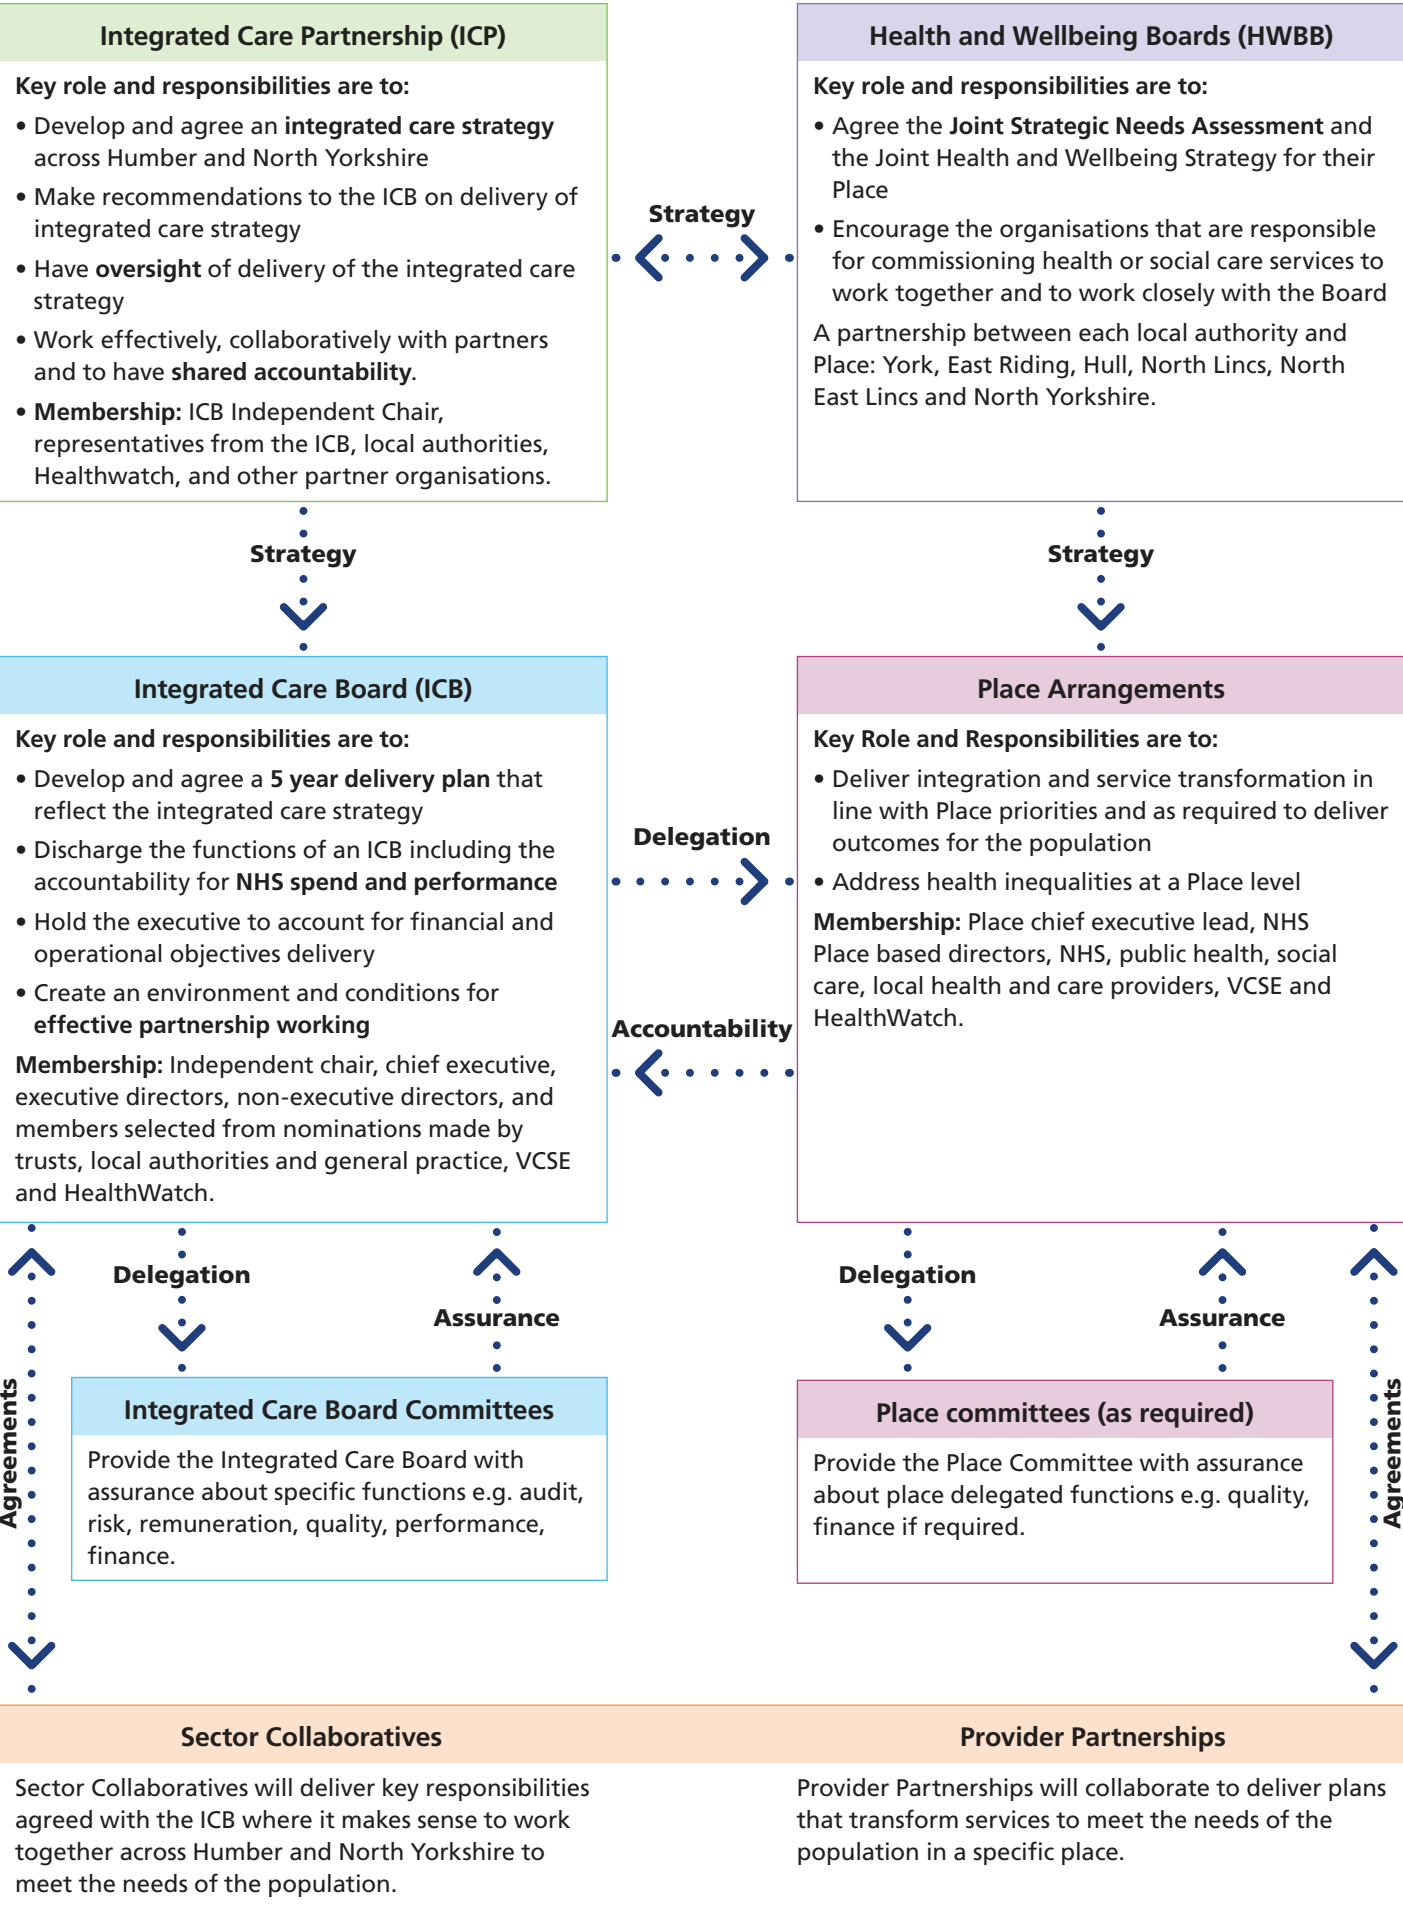 Integrated Care Partnership (ICP)
Key role and responsibilities are to:
• Develop and agree an integrated care strategy
across Humber and North Yorkshire
• Make recommendations to the ICB on delivery of
integrated care strategy
• Have oversight of delivery of the integrated care
strategy
• Work effectively, collaboratively with partners
and to have shared accountability.
• Membership: ICB Independent Chair,
representatives from the ICB, local authorities,
Healthwatch, and other partner organisations.
Strategy
Health and Wellbeing Boards (HWBB)
Key role and responsibilities are to:
• Agree the Joint Strategic Needs Assessment and
the Joint Health and Wellbeing Strategy for their
Place
• Encourage the organisations that are responsible
for commissioning health or social care services to
work together and to work closely with the Board
A partnership between each local authority and
Place: York, East Riding, Hull, North Lincs, North
East Lincs and North Yorkshire.
Strategy
Strategy
Integrated Care Board (ICB)
Key role and responsibilities are to:
• Develop and agree a 5 year delivery plan that
reflect the integrated care strategy
• Discharge the functions of an ICB including the
accountability for NHS spend and performance
• Hold the executive to account for financial and
operational objectives delivery
• Create an environment and conditions for
effective partnership working
Membership: Independent chair, chief executive,
executive directors, non-executive directors, and
members selected from nominations made by
trusts, local authorities and general practice, VCSE
and HealthWatch.
Delegation
Accountability
Place Arrangements
Key Role and Responsibilities are to:
• Deliver integration and service transformation in
line with Place priorities and as required to deliver
outcomes for the population
• Address health inequalities at a Place level
Membership: Place chief executive lead, NHS
Place based directors, NHS, public health, social
care, local health and care providers, VCSE and
HealthWatch.
Agreements
Delegation
Assurance
Delegation
Assurance
Agreements
Integrated Care Board Committees
Provide the Integrated Care Board with
assurance about specific functions e.g. audit,
risk, remuneration, quality, performance,
finance.
Place committees (as required)
Provide the Place Committee with assurance
about place delegated functions e.g. quality,
finance if required.
Sector Collaboratives
Sector Collaboratives will deliver key responsibilities
agreed with the ICB where it makes sense to work
together across Humber and North Yorkshire to
meet the needs of the population.
Provider Partnerships
Provider Partnerships will collaborate to deliver plans
that transform services to meet the needs of the
population in a specific place.